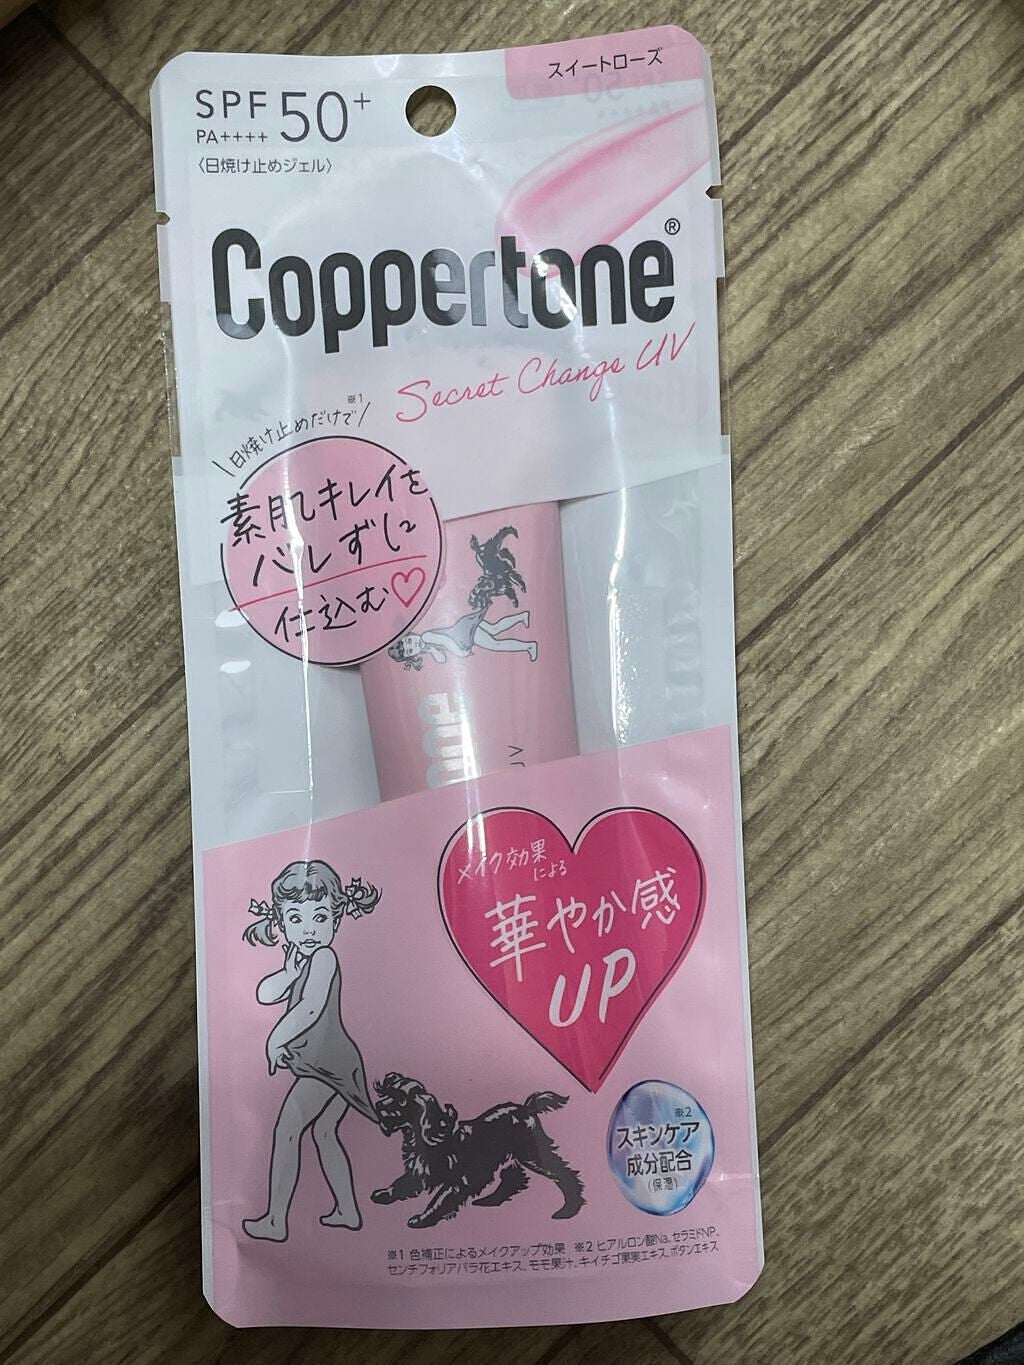 スイートローズ
SPF 50+
PA++++
〈日焼け止めジェル〉
Coppertone®
Secret Change UV
\日焼け止めだけで※1/
素肌キレイを
バレずに
仕込む♡
メイク効果
による
華やか感
UP
※2
スキンケア
成分配合
(保湿)
※1 色補正によるメイクアップ効果 ※2 ヒアルロン酸Na、セラミドNP、
センチフォリアバラ花エキス、モモ果汁、キイチゴ果実エキス、ボタンエキス